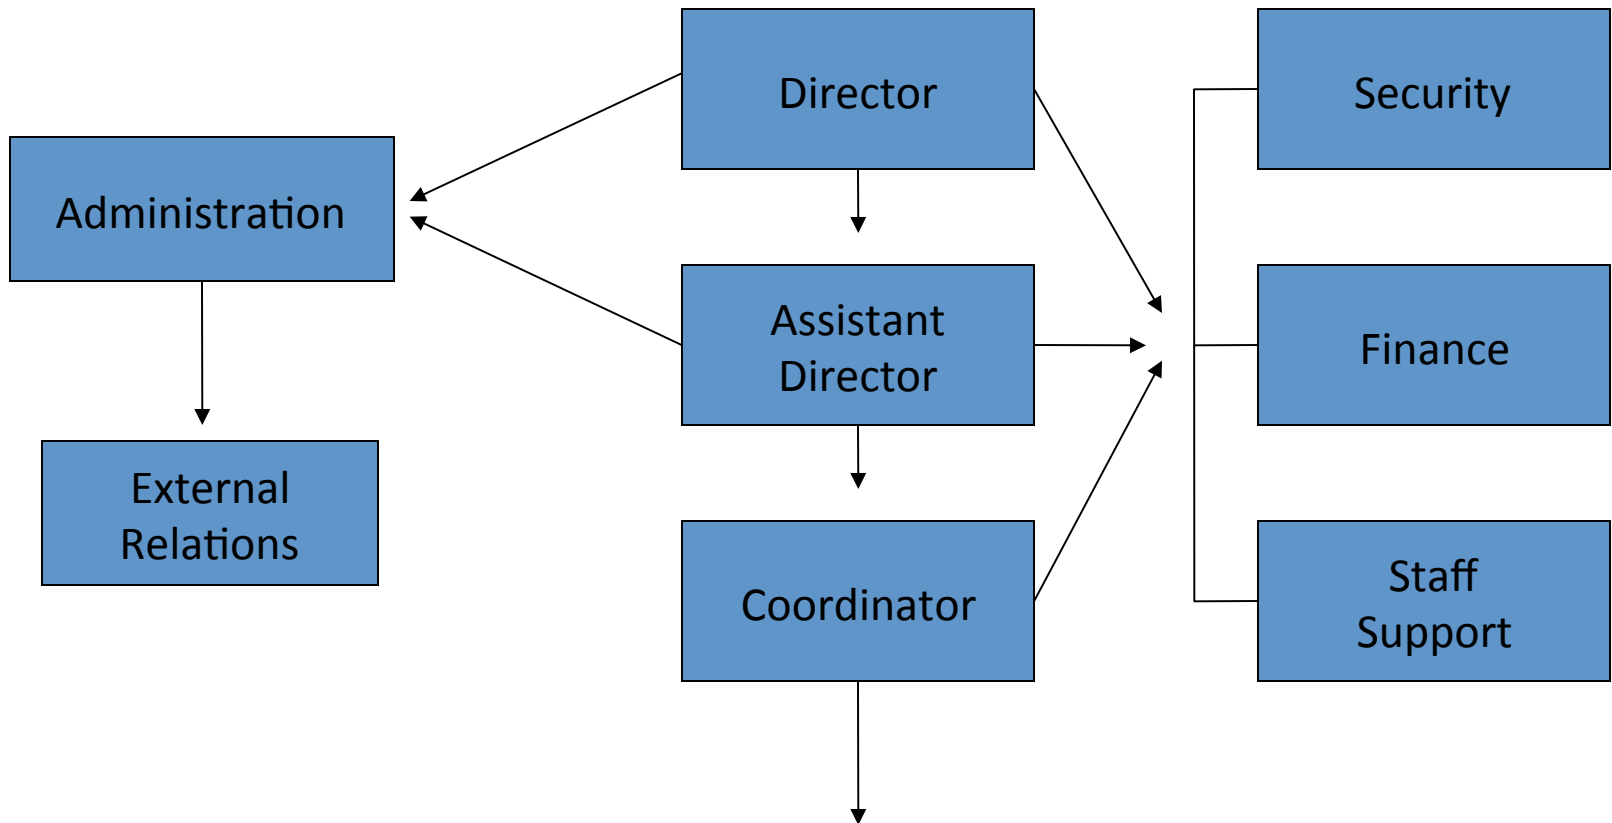 Director
Security
Administration
Assistant
Director
Finance
External
Relations
Coordinator
Staff
Support